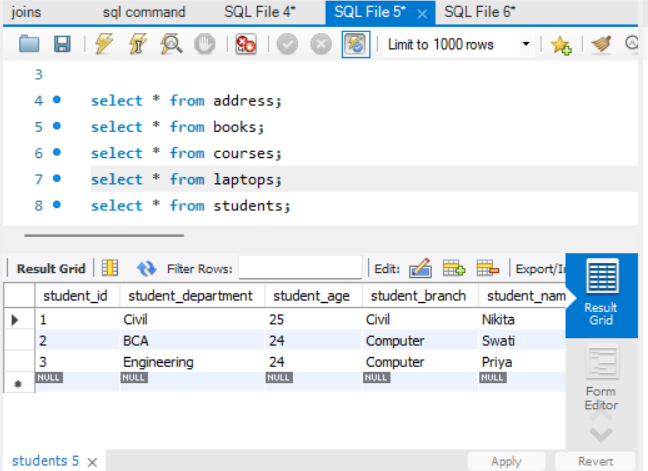 joins sql command SQL File 4* SQL File 5* × SQL File 6*
Limit to 1000 rows
3
4 select * from address;
5 select * from books;
6 select * from courses;
7 select * from laptops;
8 select * from students;
Result Grid Filter Rows: Edit: Export/I
student_id student_department student_age student_branch student_nam
1 Civil 25 Civil Nikita
2 BCA 24 Computer Swati
3 Engineering 24 Computer Priya
NULL NULL NULL NULL NULL
Result
Grid
Form
Editor
students 5 × Apply Revert